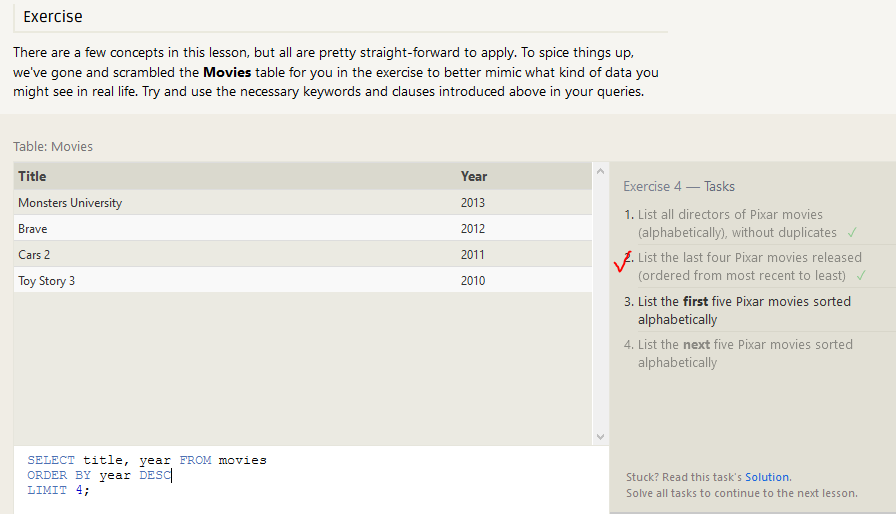 Exercise
There are a few concepts in this lesson, but all are pretty straight-forward to apply. To spice things up,
we've gone and scrambled the Movies table for you in the exercise to better mimic what kind of data you
might see in real life. Try and use the necessary keywords and clauses introduced above in your queries.
Table: Movies
Title Year
Monsters University 2013
Brave 2012
Cars 2 2011
Toy Story 3 2010
SELECT title, year FROM movies
ORDER BY year DESC
LIMIT 4;
Exercise 4 — Tasks
1. List all directors of Pixar movies
(alphabetically), without duplicates ✓
2. List the last four Pixar movies released
(ordered from most recent to least) ✓
3. List the first five Pixar movies sorted
alphabetically
4. List the next five Pixar movies sorted
alphabetically
Stuck? Read this task's Solution.
Solve all tasks to continue to the next lesson.